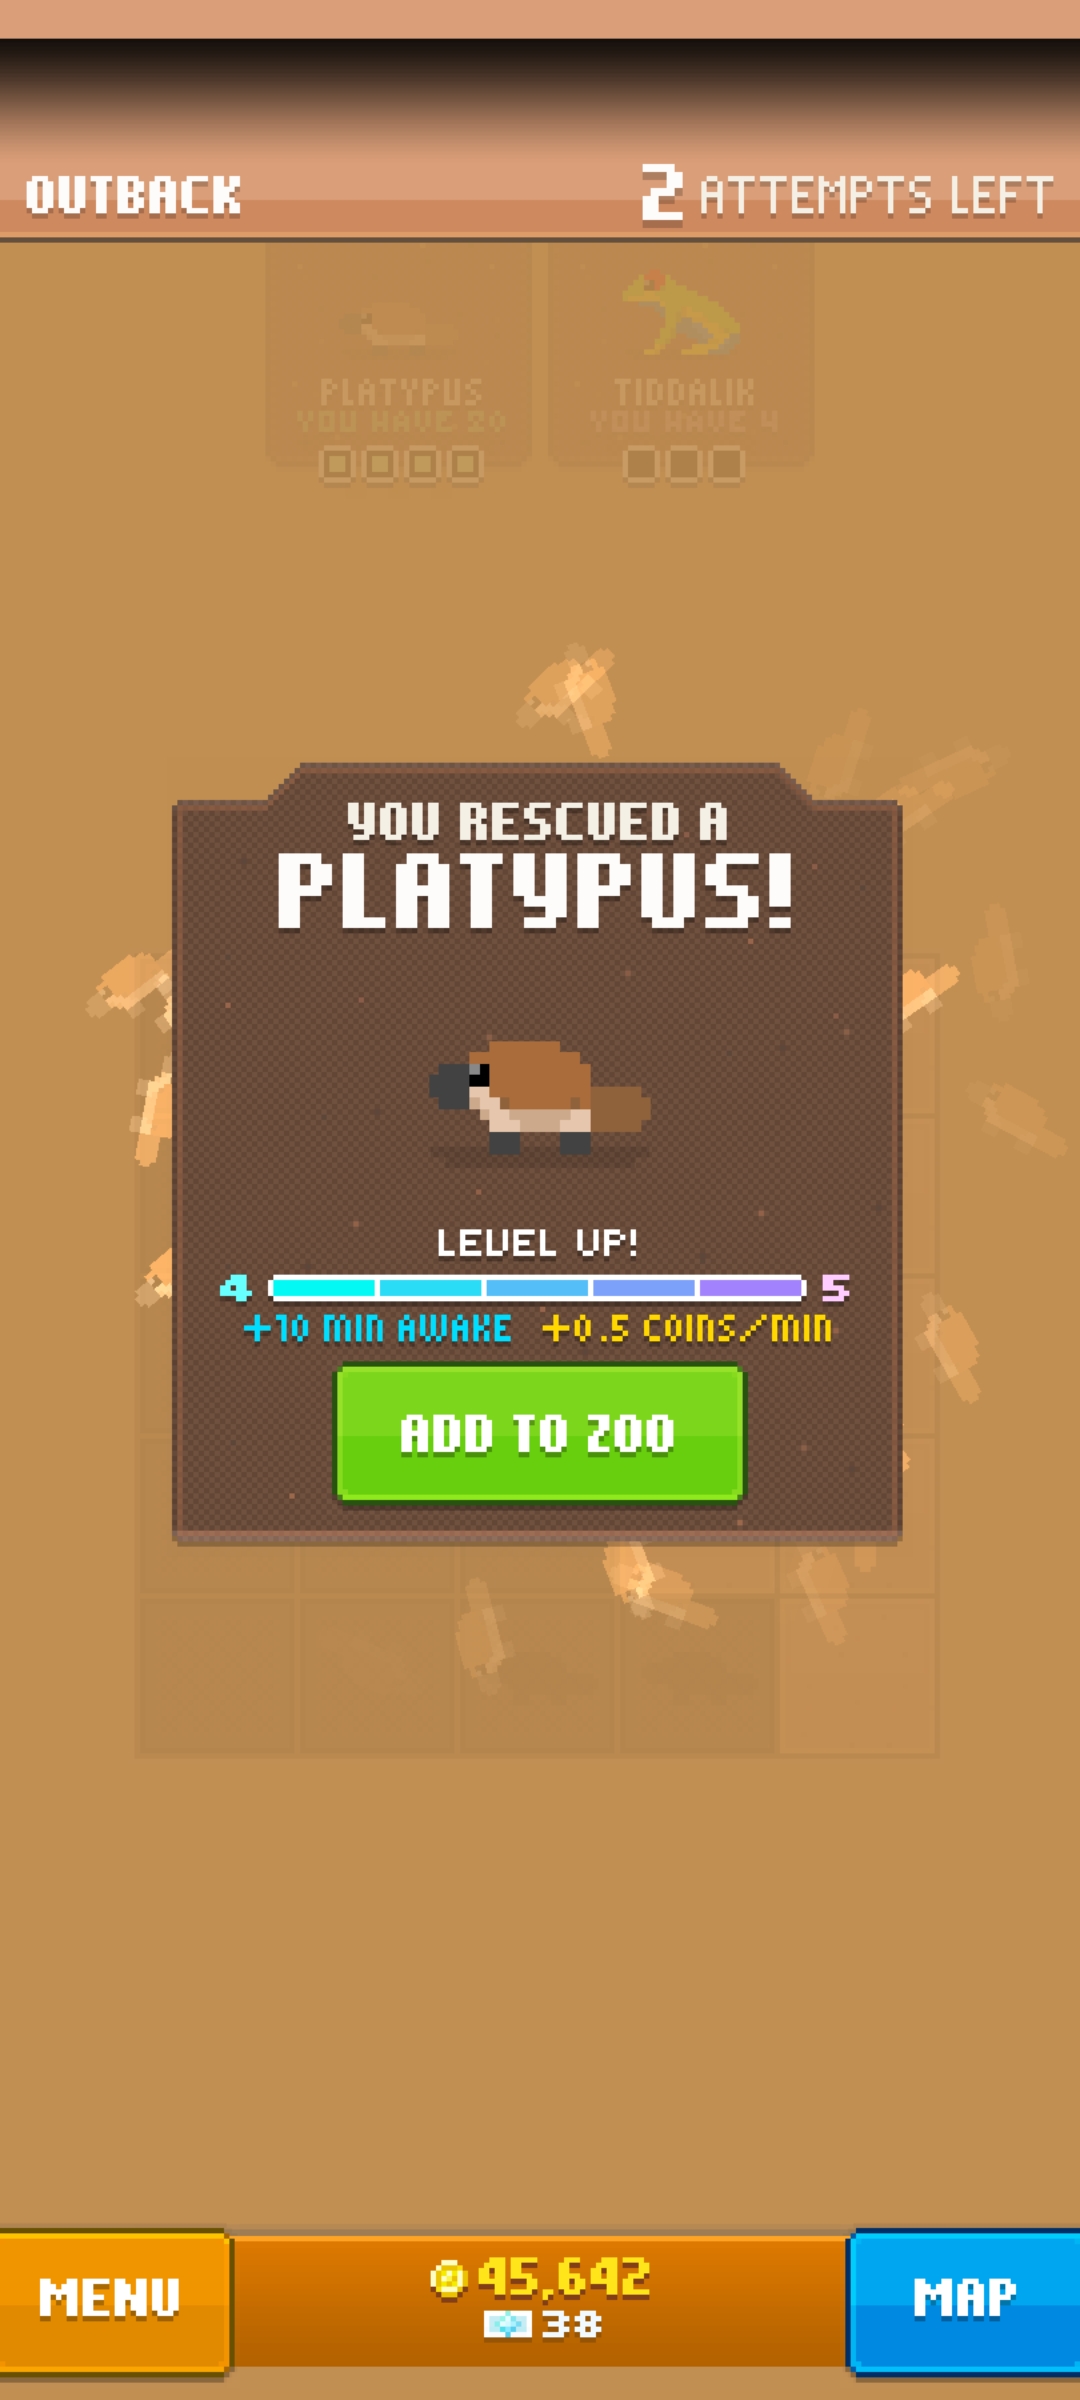 OUTBACK
2 ATTEMPTS LEFT
PLATYPUS
YOU HAVE 20
TIDDALIK
YOU HAVE 4
YOU RESCUED A
PLATYPUS!
LEVEL UP!
4 5
+10 MIN AWAKE +0.5 COINS/MIN
ADD TO ZOO
MENU
45,642
38
MAP